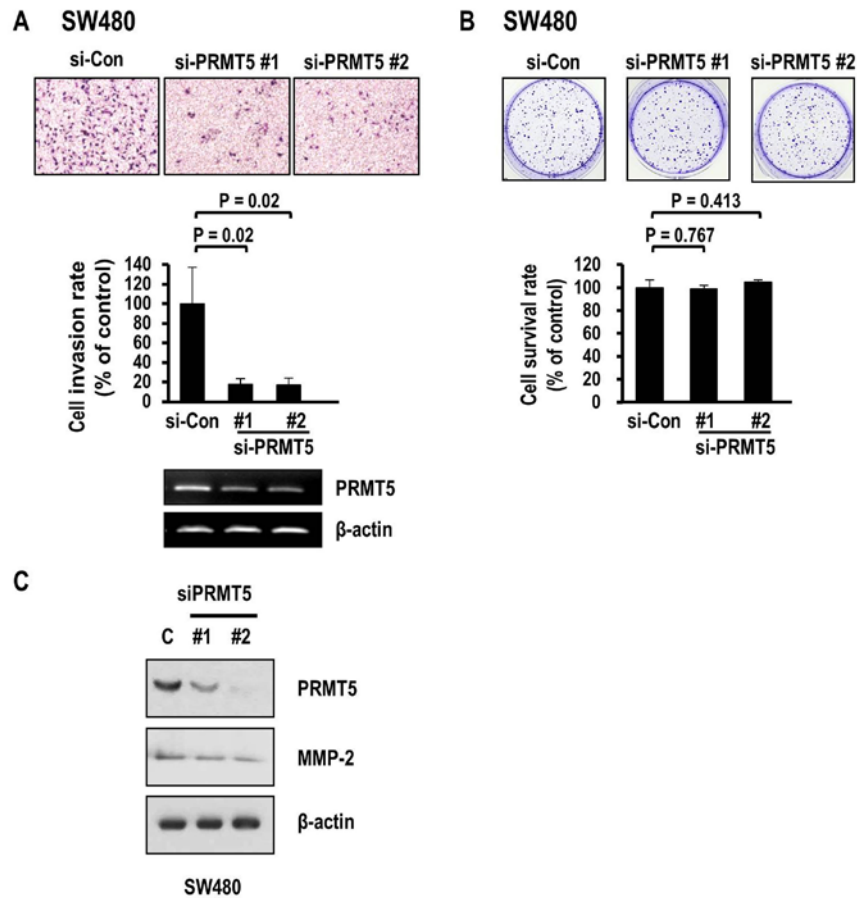 A SW480
si-Con si-PRMT5 #1 si-PRMT5 #2
P = 0.02
P = 0.02
Cell invasion rate
(% of control)
140
120
100
80
60
40
20
0
si-Con #1 #2
si-PRMT5
PRMT5
β-actin
B SW480
si-Con si-PRMT5 #1 si-PRMT5 #2
P = 0.413
P = 0.767
Cell survival rate
(% of control)
120
100
80
60
40
20
0
si-Con #1 #2
si-PRMT5
C
siPRMT5
C #1 #2
PRMT5
MMP-2
β-actin
SW480